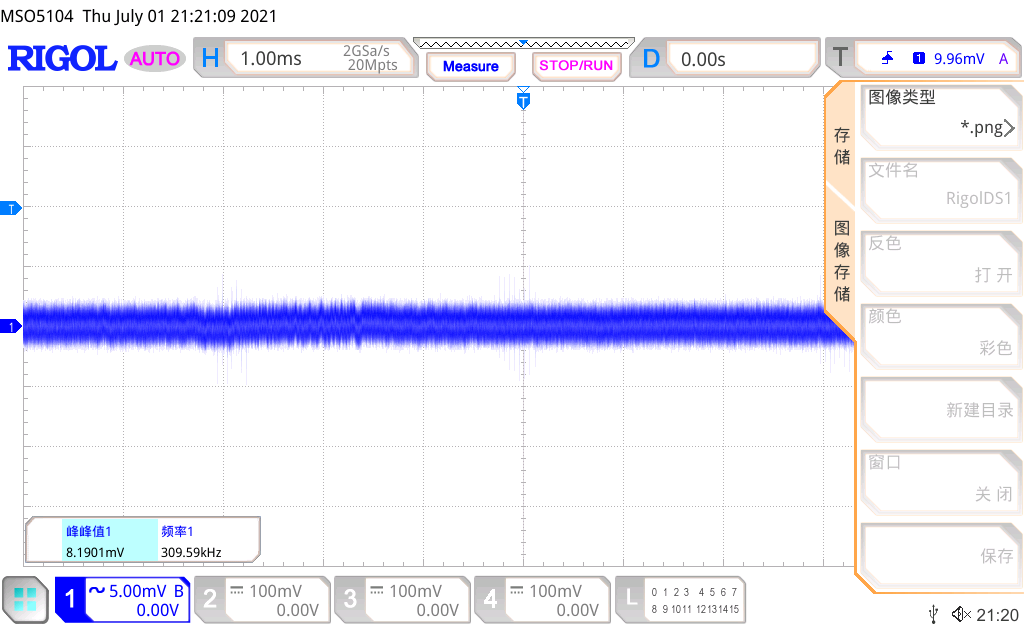 MSO5104 Thu July 01 21:21:09 2021
RIGOL AUTO H 1.00ms 2GSa/s 20Mpts Measure STOP/RUN D 0.00s T 1 9.96mV A
T
T
1
存储
图像存储
图像类型
*.png
文件名
RigolDS1
反色
打 开
颜色
彩色
新建目录
窗口
关 闭
保存
峰峰值1 频率1
8.1901mV 309.59kHz
1 5.00mV B 0.00V
2 100mV 0.00V
3 100mV 0.00V
4 100mV 0.00V
L 0 1 2 3 4 5 6 7
8 9 10 11 12 13 14 15
21:20